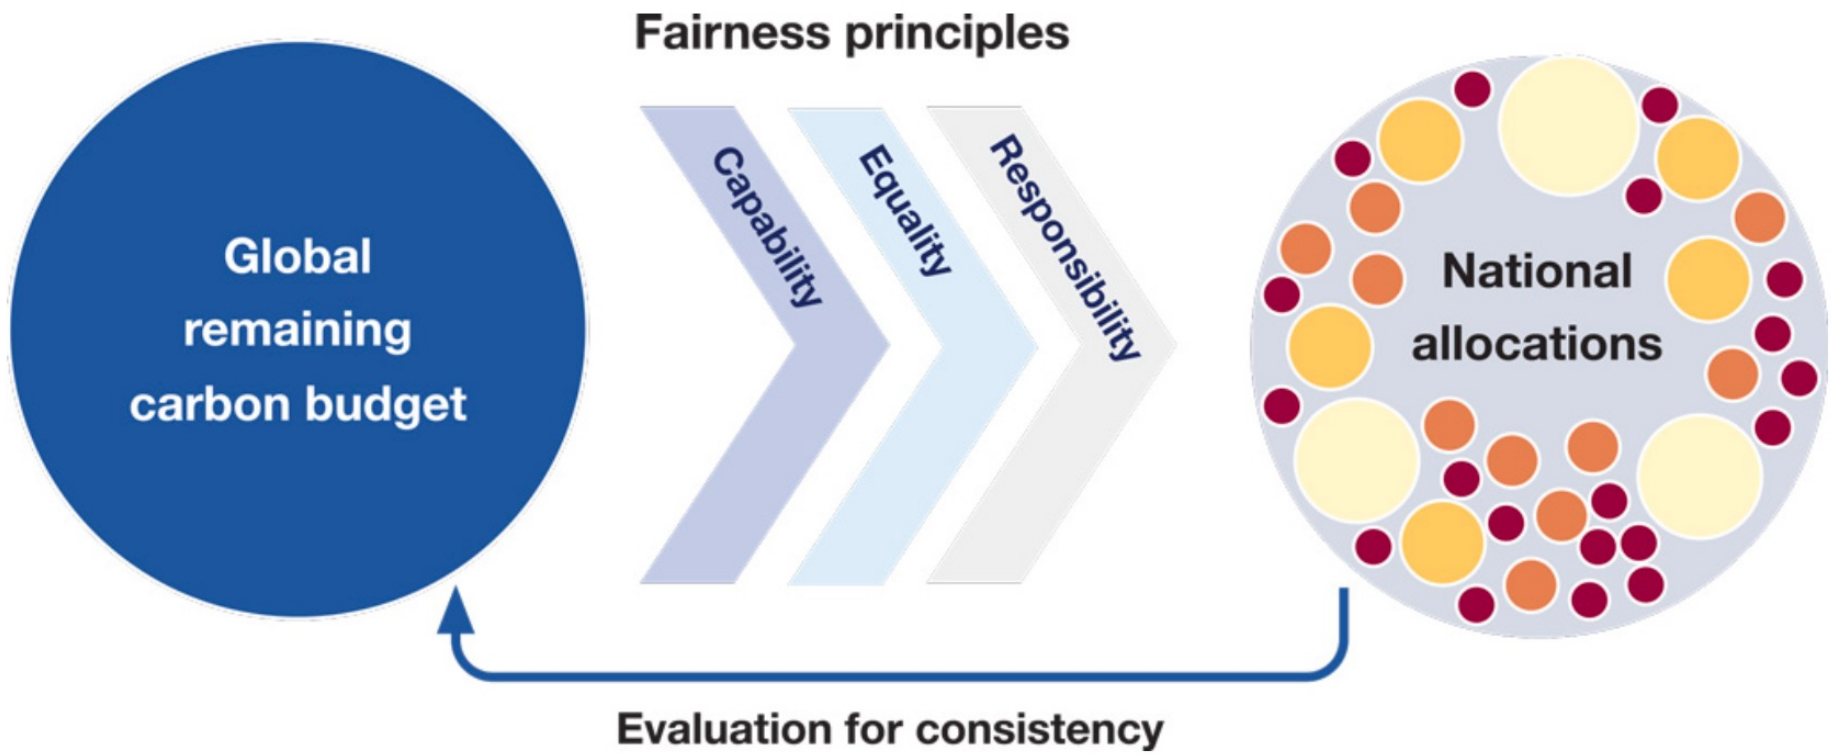 Fairness principles
Global
remaining
carbon budget
Capability
Equality
Responsibility
National
allocations
Evaluation for consistency